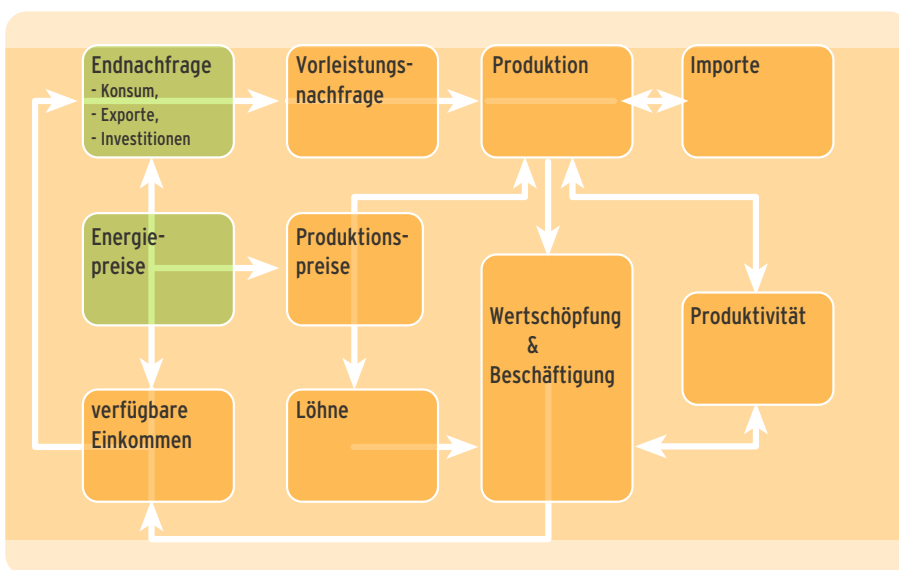 Endnachfrage
- Konsum,
- Exporte,
- Investitionen
Vorleistungs-
nachfrage
Produktion
Importe
Energie-
preise
Produktions-
preise
Wertschöpfung
&
Beschäftigung
Produktivität
verfügbare
Einkommen
Löhne